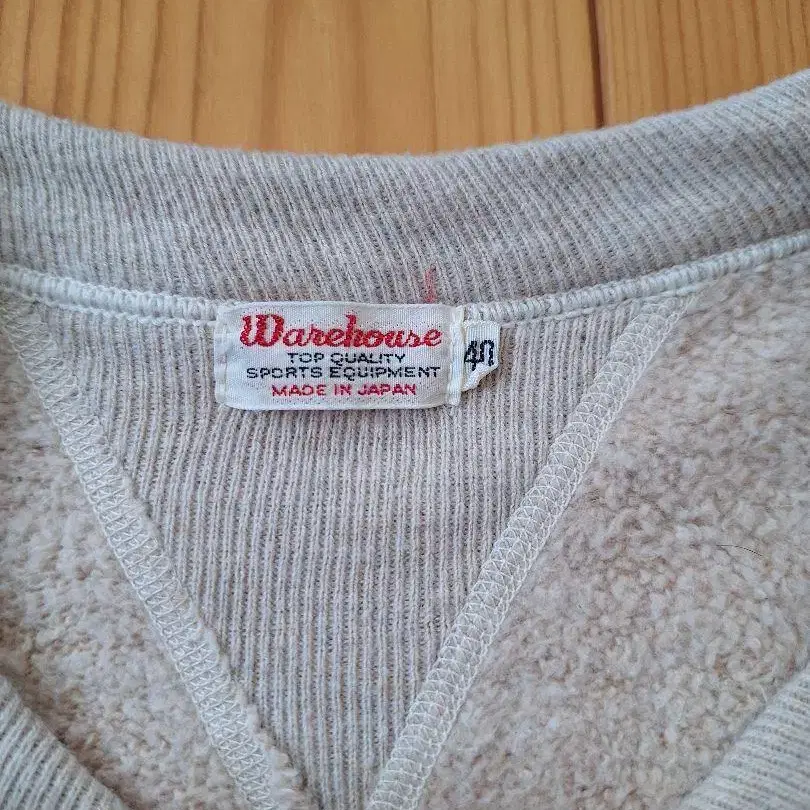 Warehouse
TOP QUALITY
SPORTS EQUIPMENT
MADE IN JAPAN
40